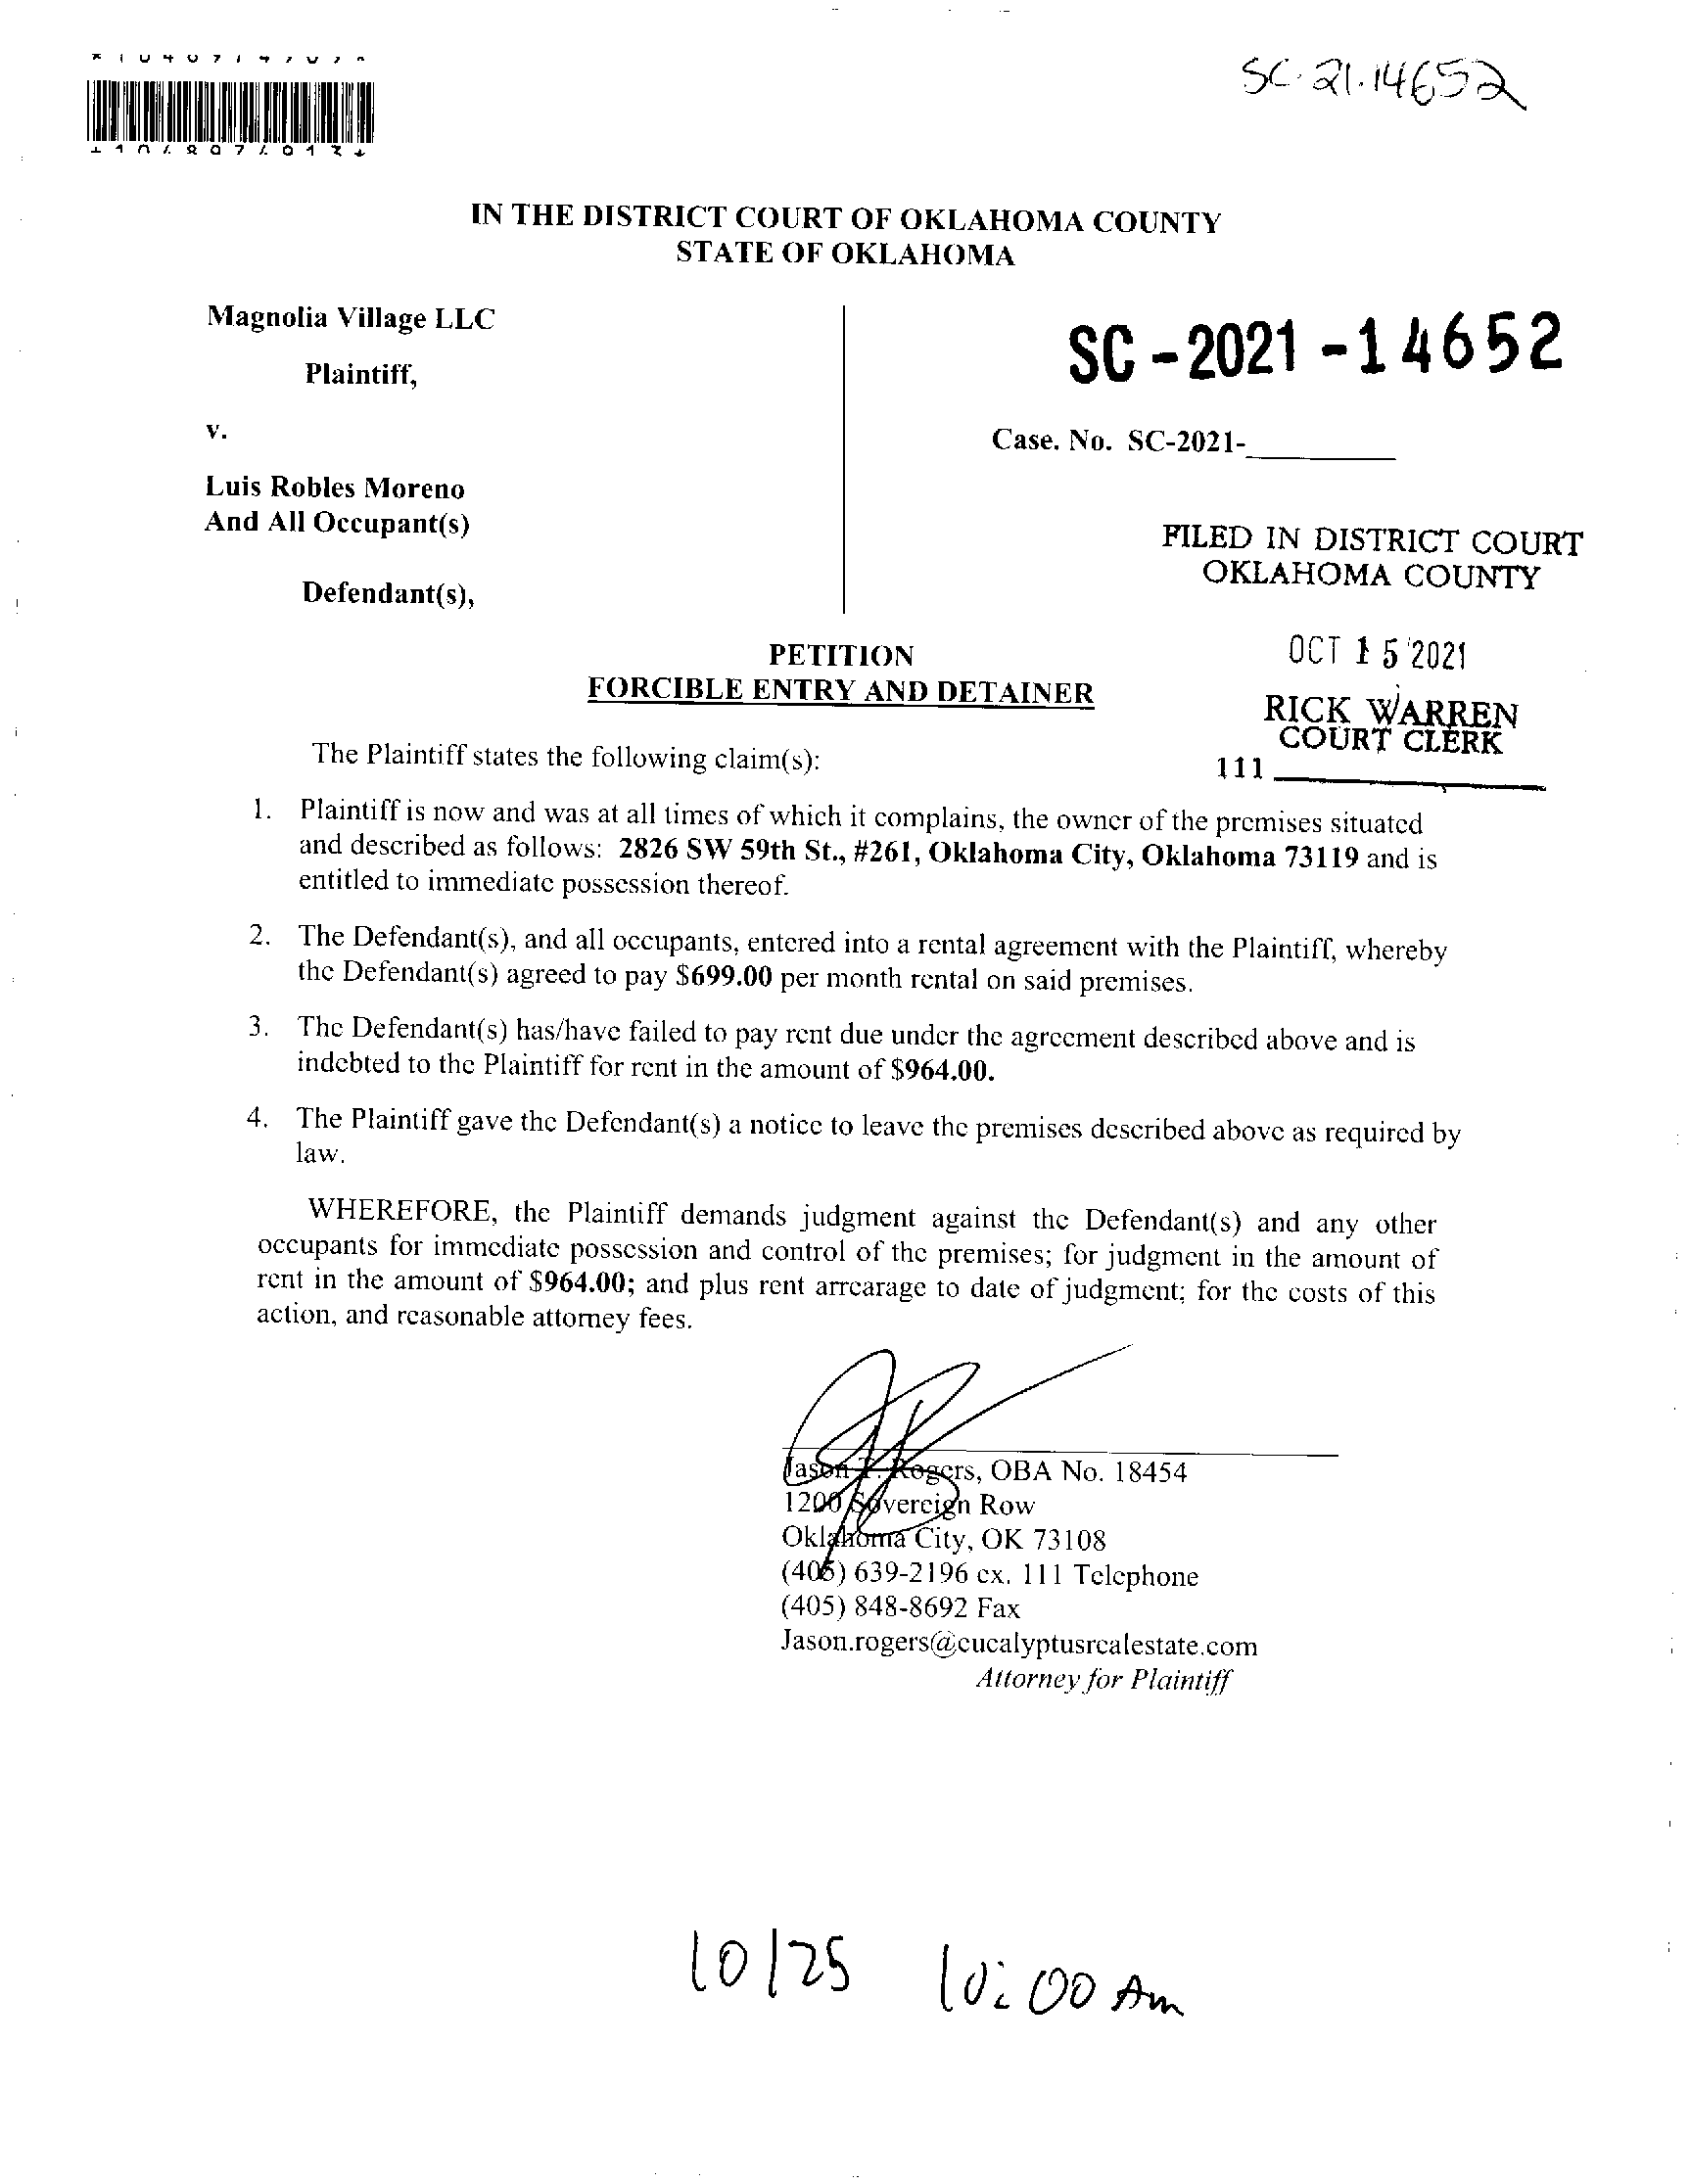 SC-21-14652
IN THE DISTRICT COURT OF OKLAHOMA COUNTY
STATE OF OKLAHOMA
Magnolia Village LLC
Plaintiff,
v.
Luis Robles Moreno
And All Occupant(s)
Defendant(s),
SC-2021-14652
Case. No. SC-2021-__________
FILED IN DISTRICT COURT
OKLAHOMA COUNTY
OCT 15 2021
RICK WARREN
COURT CLERK
111
PETITION
FORCIBLE ENTRY AND DETAINER
The Plaintiff states the following claim(s):
1. Plaintiff is now and was at all times of which it complains, the owner of the premises situated
and described as follows: 2826 SW 59th St., #261, Oklahoma City, Oklahoma 73119 and is
entitled to immediate possession thereof.
2. The Defendant(s), and all occupants, entered into a rental agreement with the Plaintiff, whereby
the Defendant(s) agreed to pay $699.00 per month rental on said premises.
3. The Defendant(s) has/have failed to pay rent due under the agreement described above and is
indebted to the Plaintiff for rent in the amount of $964.00.
4. The Plaintiff gave the Defendant(s) a notice to leave the premises described above as required by
law.
WHEREFORE, the Plaintiff demands judgment against the Defendant(s) and any other
occupants for immediate possession and control of the premises; for judgment in the amount of
rent in the amount of $964.00; and plus rent arrearage to date of judgment; for the costs of this
action, and reasonable attorney fees.
Jason T. Rogers, OBA No. 18454
1200 Sovereign Row
Oklahoma City, OK 73108
(405) 639-2196 ex. 111 Telephone
(405) 848-8692 Fax
Jason.rogers@eucalyptusrealestate.com
Attorney for Plaintiff
10/25 10:00 Am